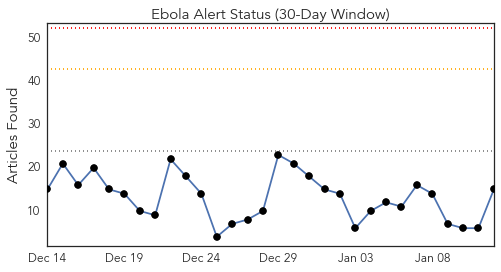 Ebola Alert Status (30-Day Window)
Articles Found
50
40
30
20
10
Dec 14 Dec 19 Dec 24 Dec 29 Jan 03 Jan 08